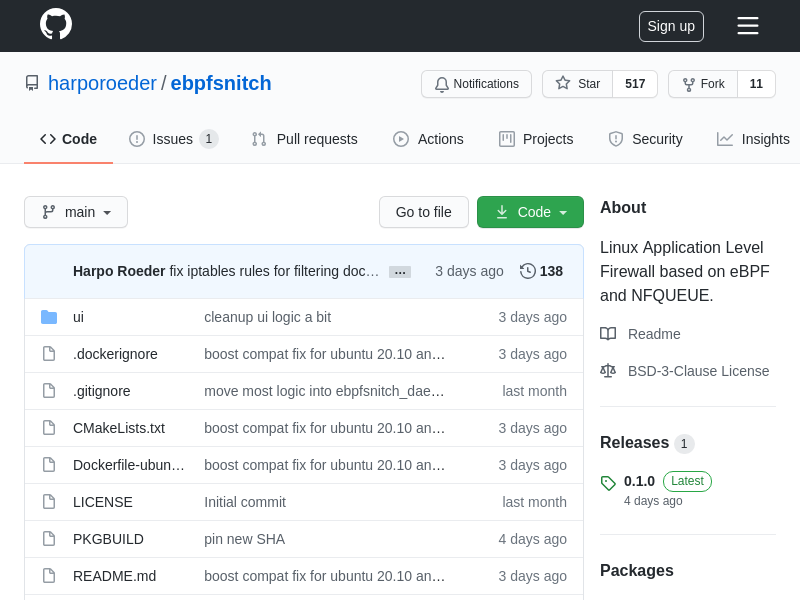 Sign up
harporoeder / ebpfsnitch
Notifications Star 517 Fork 11
Code Issues 1 Pull requests Actions Projects Security Insights
main Go to file Code
Harpo Roeder fix iptables rules for filtering doc… … 3 days ago 138
ui cleanup ui logic a bit 3 days ago
.dockerignore boost compat fix for ubuntu 20.10 an… 3 days ago
.gitignore move most logic into ebpfsnitch_dae… last month
CMakeLists.txt boost compat fix for ubuntu 20.10 an… 3 days ago
Dockerfile-ubun… boost compat fix for ubuntu 20.10 an… 3 days ago
LICENSE Initial commit last month
PKGBUILD pin new SHA 4 days ago
README.md boost compat fix for ubuntu 20.10 an… 3 days ago
About
Linux Application Level
Firewall based on eBPF
and NFQUEUE.
Readme
BSD-3-Clause License
Releases 1
0.1.0 Latest
4 days ago
Packages